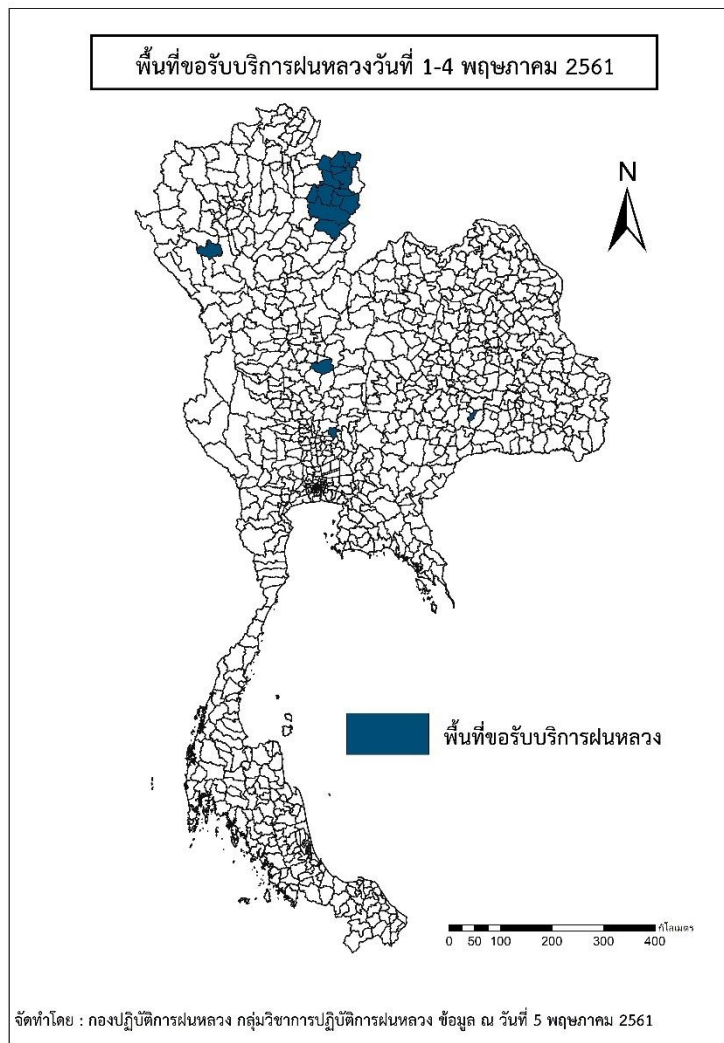 พื้นที่ขอรับบริการฝนหลวงวันที่ 1-4 พฤษภาคม 2561
N
พื้นที่ขอรับบริการฝนหลวง
กิโลเมตร
0 50 100 200 300 400
จัดทำโดย : กองปฏิบัติการฝนหลวง กลุ่มวิชาการปฏิบัติการฝนหลวง ข้อมูล ณ วันที่ 5 พฤษภาคม 2561